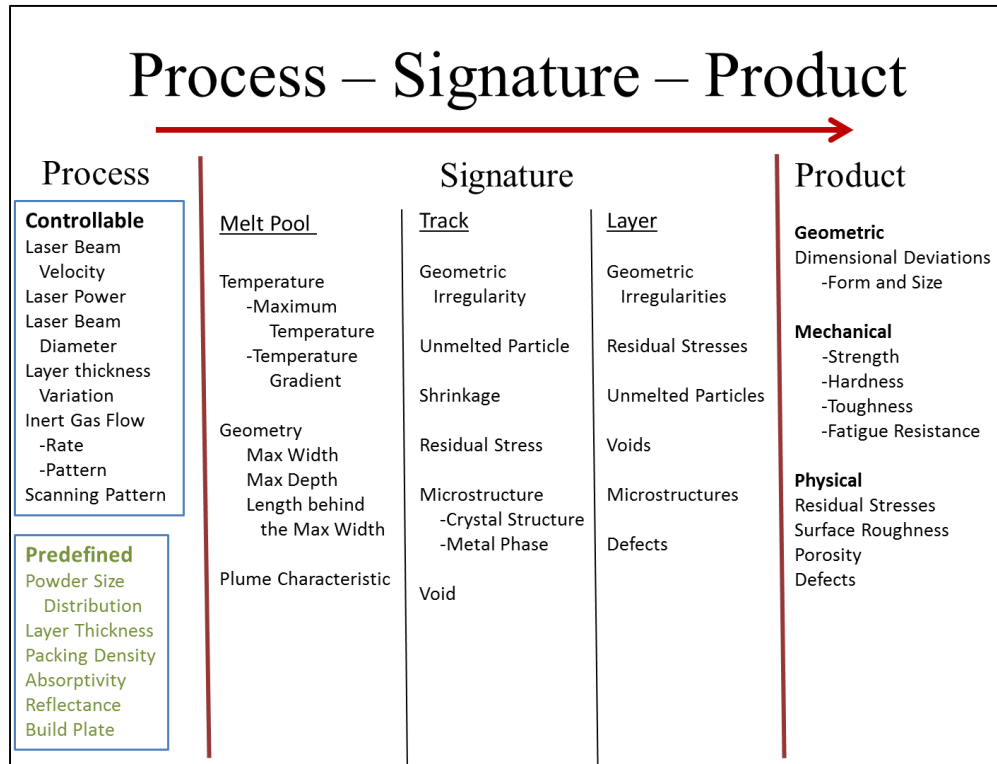 Process – Signature – Product
Process
Controllable
Laser Beam
Velocity
Laser Power
Laser Beam
Diameter
Layer thickness
Variation
Inert Gas Flow
-Rate
-Pattern
Scanning Pattern
Predefined
Powder Size
Distribution
Layer Thickness
Packing Density
Absorptivity
Reflectance
Build Plate
Signature
Melt Pool
Temperature
-Maximum
Temperature
-Temperature
Gradient
Geometry
Max Width
Max Depth
Length behind
the Max Width
Plume Characteristic
Track
Geometric
Irregularity
Unmelted Particle
Shrinkage
Residual Stress
Microstructure
-Crystal Structure
-Metal Phase
Void
Layer
Geometric
Irregularities
Residual Stresses
Unmelted Particles
Voids
Microstructures
Defects
Product
Geometric
Dimensional Deviations
-Form and Size
Mechanical
-Strength
-Hardness
-Toughness
-Fatigue Resistance
Physical
Residual Stresses
Surface Roughness
Porosity
Defects